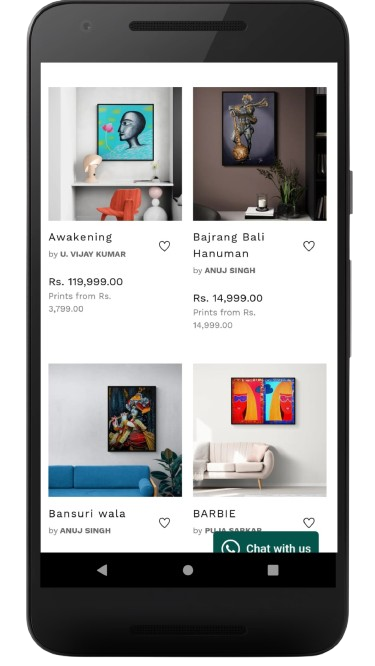 Awakening
by U. VIJAY KUMAR
Rs. 119,999.00
Prints from Rs.
3,799.00
Bajrang Bali
Hanuman
by ANUJ SINGH
Rs. 14,999.00
Prints from Rs.
14,999.00
Bansuri wala
by ANUJ SINGH
BARBIE
by PUJA SARKAR
Chat with us